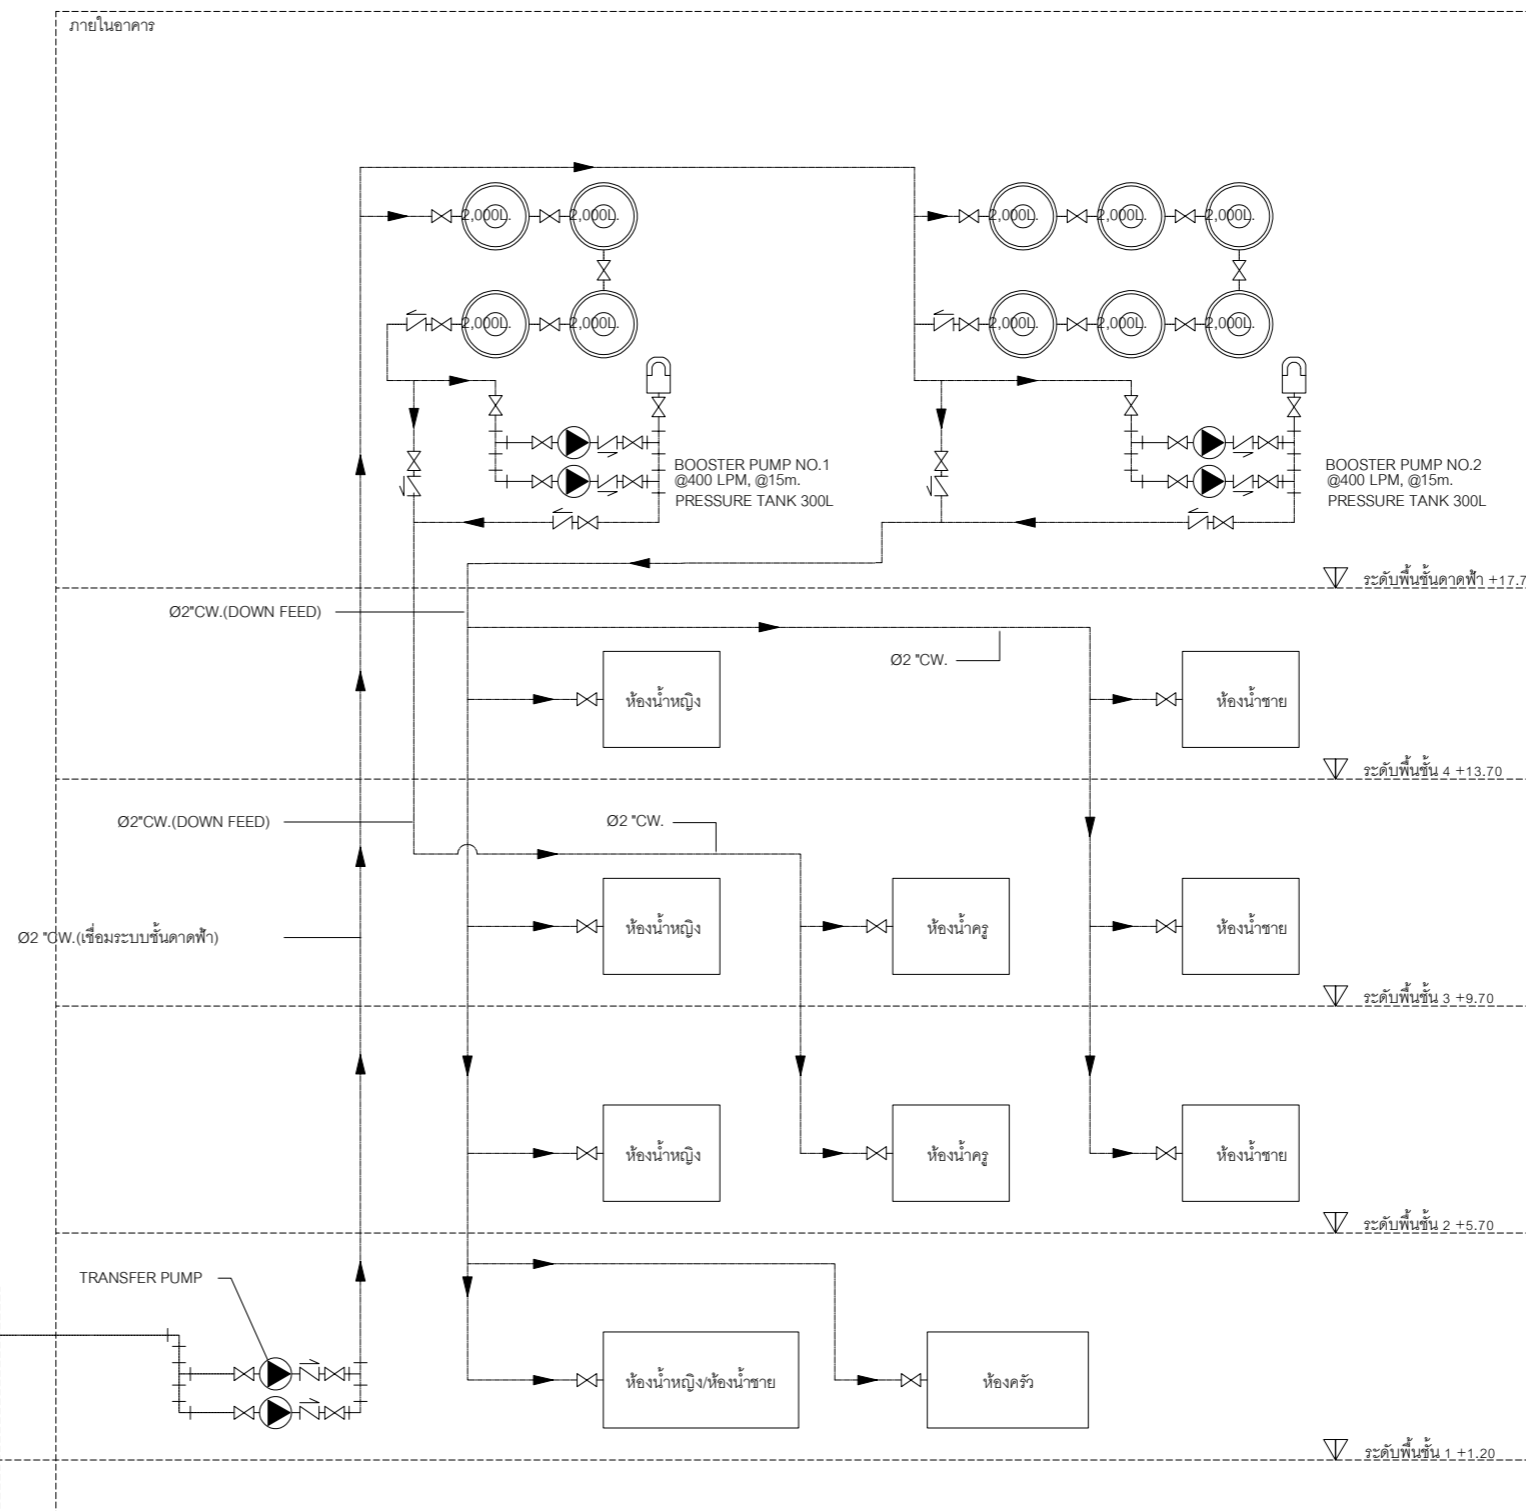 ภายในอาคาร
2,000L. 2,000L. 2,000L. 2,000L. 2,000L.
2,000L. 2,000L. 2,000L. 2,000L. 2,000L.
BOOSTER PUMP NO.1
@400 LPM, @15m.
PRESSURE TANK 300L
BOOSTER PUMP NO.2
@400 LPM, @15m.
PRESSURE TANK 300L
ระดับพื้นชั้นดาดฟ้า +17.7
Ø2"CW.(DOWN FEED)
Ø2 "CW.
ห้องน้ำหญิง
ห้องน้ำชาย
ระดับพื้นชั้น 4 +13.70
Ø2"CW.(DOWN FEED)
Ø2 "CW.
ห้องน้ำหญิง
ห้องน้ำครู
ห้องน้ำชาย
Ø2 "CW.(เชื่อมระบบชั้นดาดฟ้า)
ระดับพื้นชั้น 3 +9.70
ห้องน้ำหญิง
ห้องน้ำครู
ห้องน้ำชาย
ระดับพื้นชั้น 2 +5.70
TRANSFER PUMP
ห้องน้ำหญิง/ห้องน้ำชาย
ห้องครัว
ระดับพื้นชั้น 1 +1.20